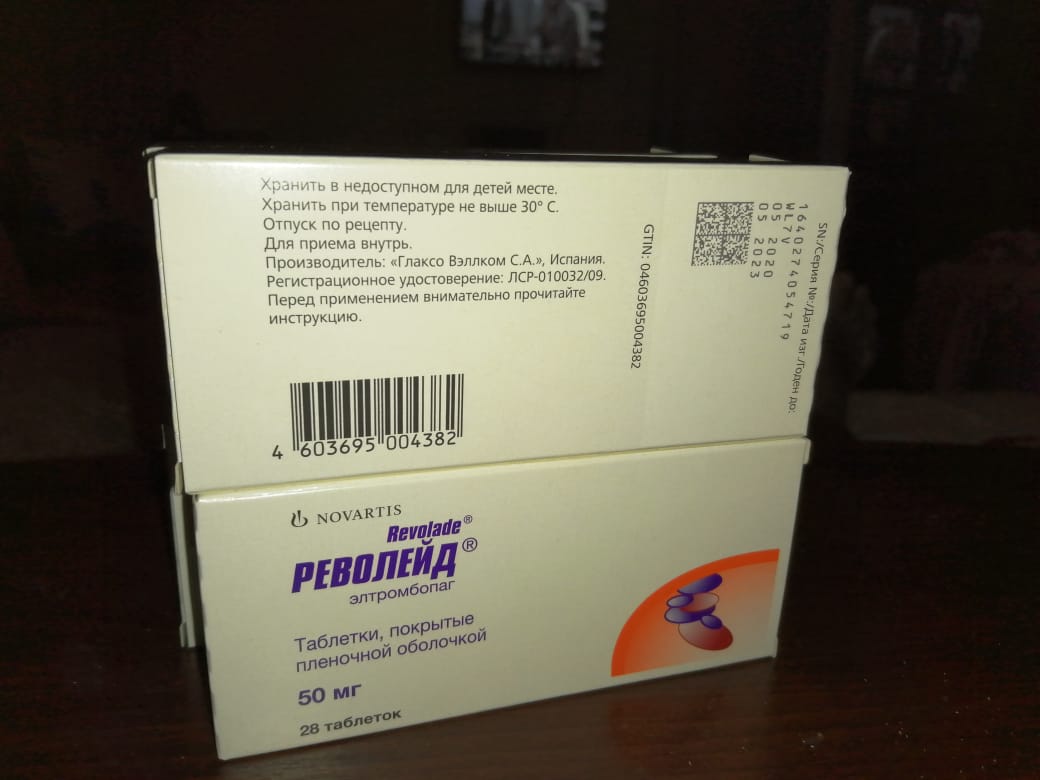 Хранить в недоступном для детей месте.
Хранить при температуре не выше 30° С.
Отпуск по рецепту.
Для приема внутрь.
Производитель: «Глаксо Вэллком С.А.», Испания.
Регистрационное удостоверение: ЛСР-010032/09.
Перед применением внимательно прочитайте
инструкцию.
4 603695 004382
GTIN: 04603695004382
SN:/Серия №:/Дата изг./Годен до:
1640274054719
WL7V
05 2020
05 2023
NOVARTIS
Revolade®
РЕВОЛЕЙД®
элтромбопаг
Таблетки, покрытые
пленочной оболочкой
50 мг
28 таблеток